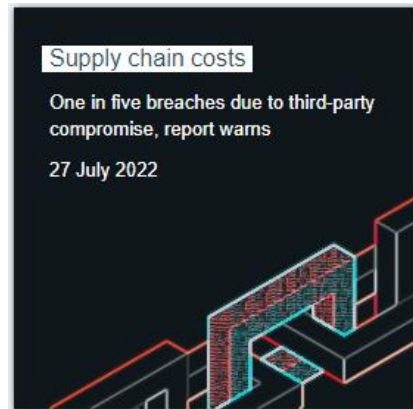 Supply chain costs
One in five breaches due to third-party
compromise, report warns
27 July 2022